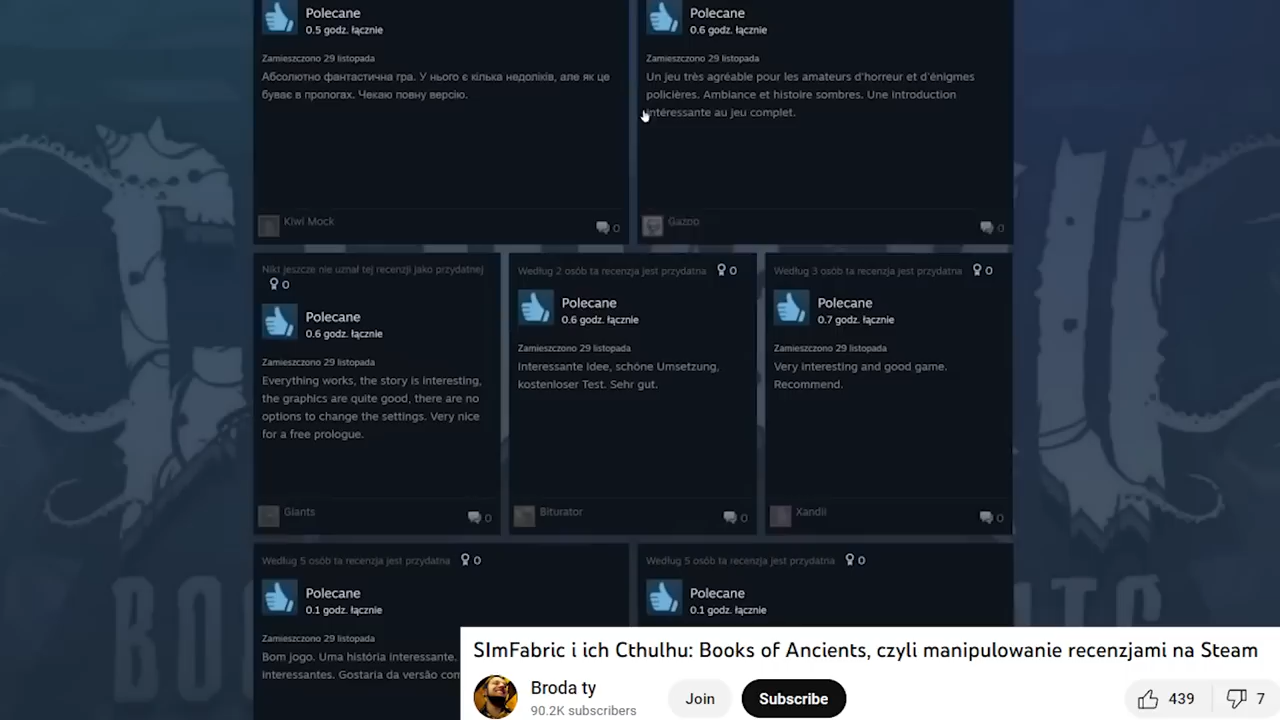 Polecane
0.5 godz. łącznie
Zamieszczono 29 listopada
Абсолютно фантастична гра. У нього є кілька недоліків, але як це
буває в прологах. Чекаю повну версію.
Kiwi Mock
0
Polecane
0.6 godz. łącznie
Zamieszczono 29 listopada
Un jeu très agréable pour les amateurs d'horreur et d'énigmes
policières. Ambiance et histoire sombres. Une introduction
intéressante au jeu complet.
Gazoo
0
Nikt jeszcze nie uznał tej recenzji jako przydatnej
0
Polecane
0.6 godz. łącznie
Zamieszczono 29 listopada
Everything works, the story is interesting,
the graphics are quite good, there are no
options to change the settings. Very nice
for a free prologue.
Giants
0
Według 2 osób ta recenzja jest przydatna 0
Polecane
0.6 godz. łącznie
Zamieszczono 29 listopada
Interessante Idee, schöne Umsetzung,
kostenloser Test. Sehr gut.
Biturator
0
Według 3 osób ta recenzja jest przydatna 0
Polecane
0.7 godz. łącznie
Zamieszczono 29 listopada
Very interesting and good game.
Recommend.
Xandii
0
Według 5 osób ta recenzja jest przydatna 0
Polecane
0.1 godz. łącznie
Zamieszczono 29 listopada
Bom jogo. Uma história interessante.
interessantes. Gostaria da versão com
Według 5 osób ta recenzja jest przydatna 0
Polecane
0.1 godz. łącznie
SImFabric i ich Cthulhu: Books of Ancients, czyli manipulowanie recenzjami na Steam
Broda ty
90.2K subscribers
Join
Subscribe
439
7